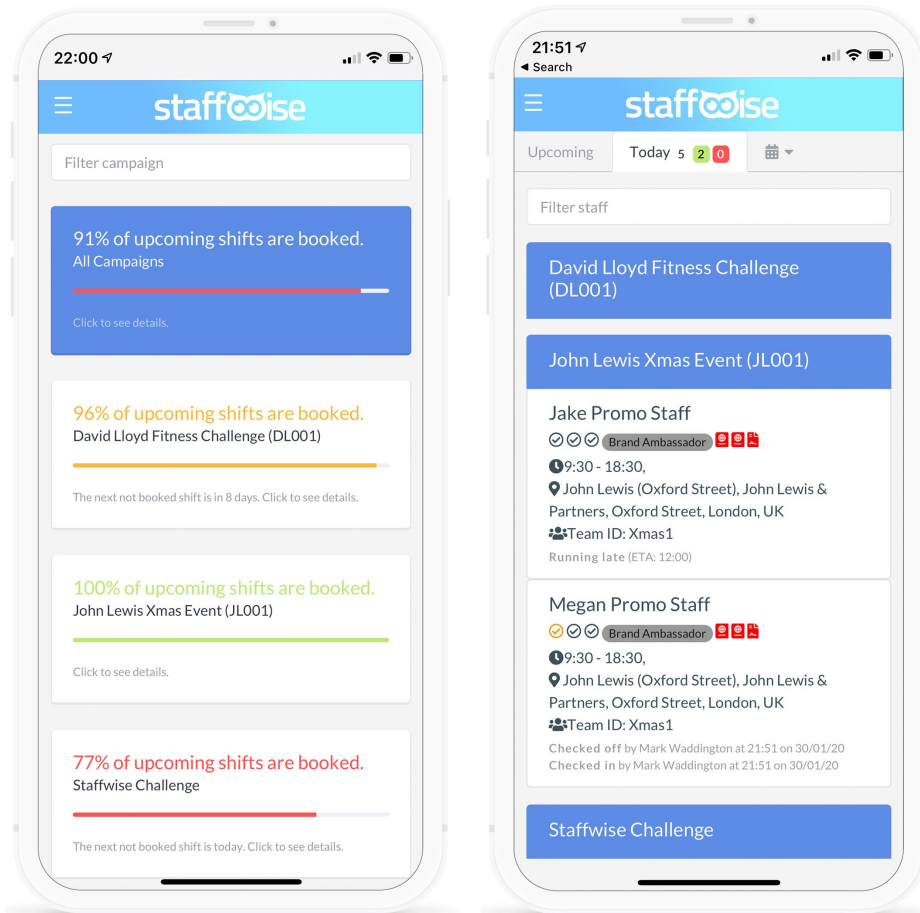 22:00
staffwise
Filter campaign
91% of upcoming shifts are booked.
All Campaigns
Click to see details.
96% of upcoming shifts are booked.
David Lloyd Fitness Challenge (DL001)
The next not booked shift is in 8 days. Click to see details.
100% of upcoming shifts are booked.
John Lewis Xmas Event (JL001)
Click to see details.
77% of upcoming shifts are booked.
Staffwise Challenge
The next not booked shift is today. Click to see details.
21:51
◀ Search
staffwise
Upcoming Today 5 2 0
Filter staff
David Lloyd Fitness Challenge
(DL001)
John Lewis Xmas Event (JL001)
Jake Promo Staff
Brand Ambassador
9:30 - 18:30,
John Lewis (Oxford Street), John Lewis &
Partners, Oxford Street, London, UK
Team ID: Xmas1
Running late (ETA: 12:00)
Megan Promo Staff
Brand Ambassador
9:30 - 18:30,
John Lewis (Oxford Street), John Lewis &
Partners, Oxford Street, London, UK
Team ID: Xmas1
Checked off by Mark Waddington at 21:51 on 30/01/20
Checked in by Mark Waddington at 21:51 on 30/01/20
Staffwise Challenge